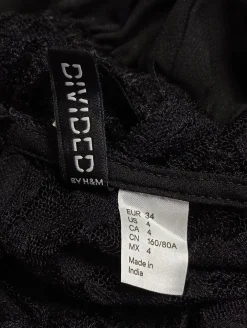 DIVIDED
BY H&M
EUR 34
US 4
CA 4
CN 160/80A
MX 4
Made in
India